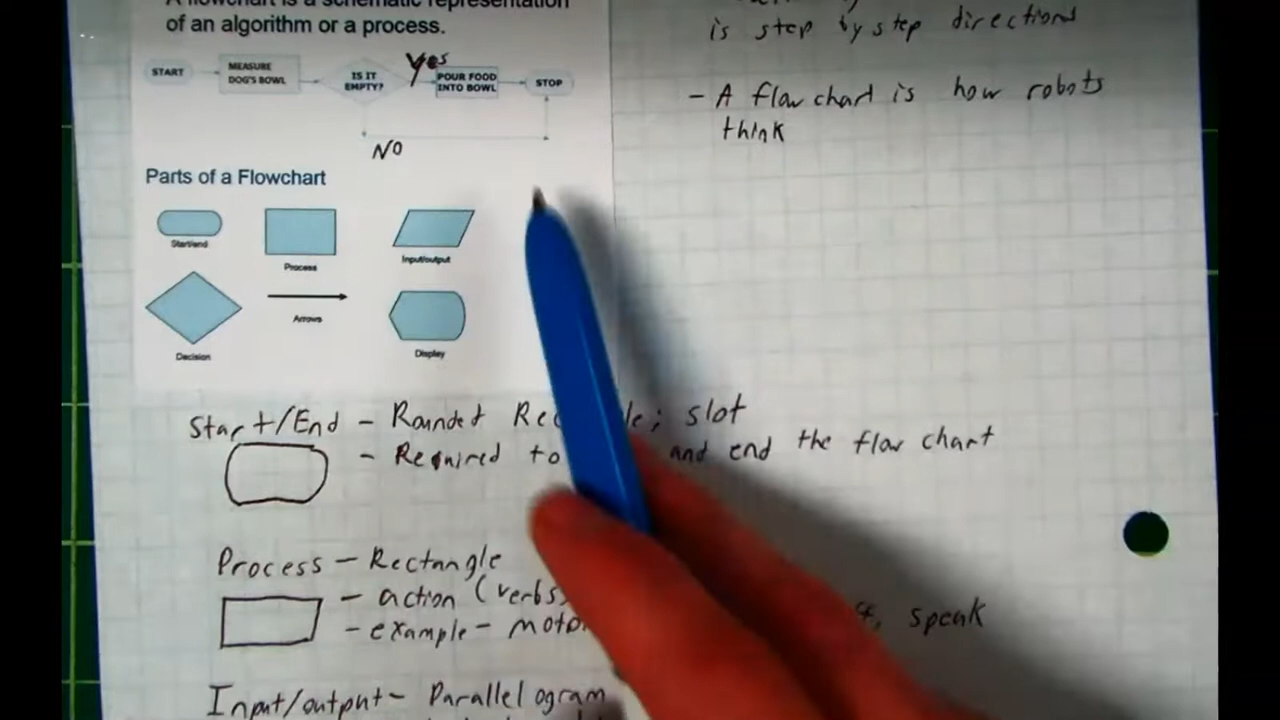 A flowchart is a schematic representation
of an algorithm or a process.
START
MEASURE
DOG'S BOWL
IS IT
EMPTY?
Yes
POUR FOOD
INTO BOWL
STOP
NO
Parts of a Flowchart
Start/end
Process
Input/output
Decision
Arrows
Display
is step by step directions
- A flow chart is how robots
think
Start/End - Rounded ; slot
- Required to and end the flow chart
Process - Rectangle
- action (verbs
- example - speak
Input/output - Parallelogram